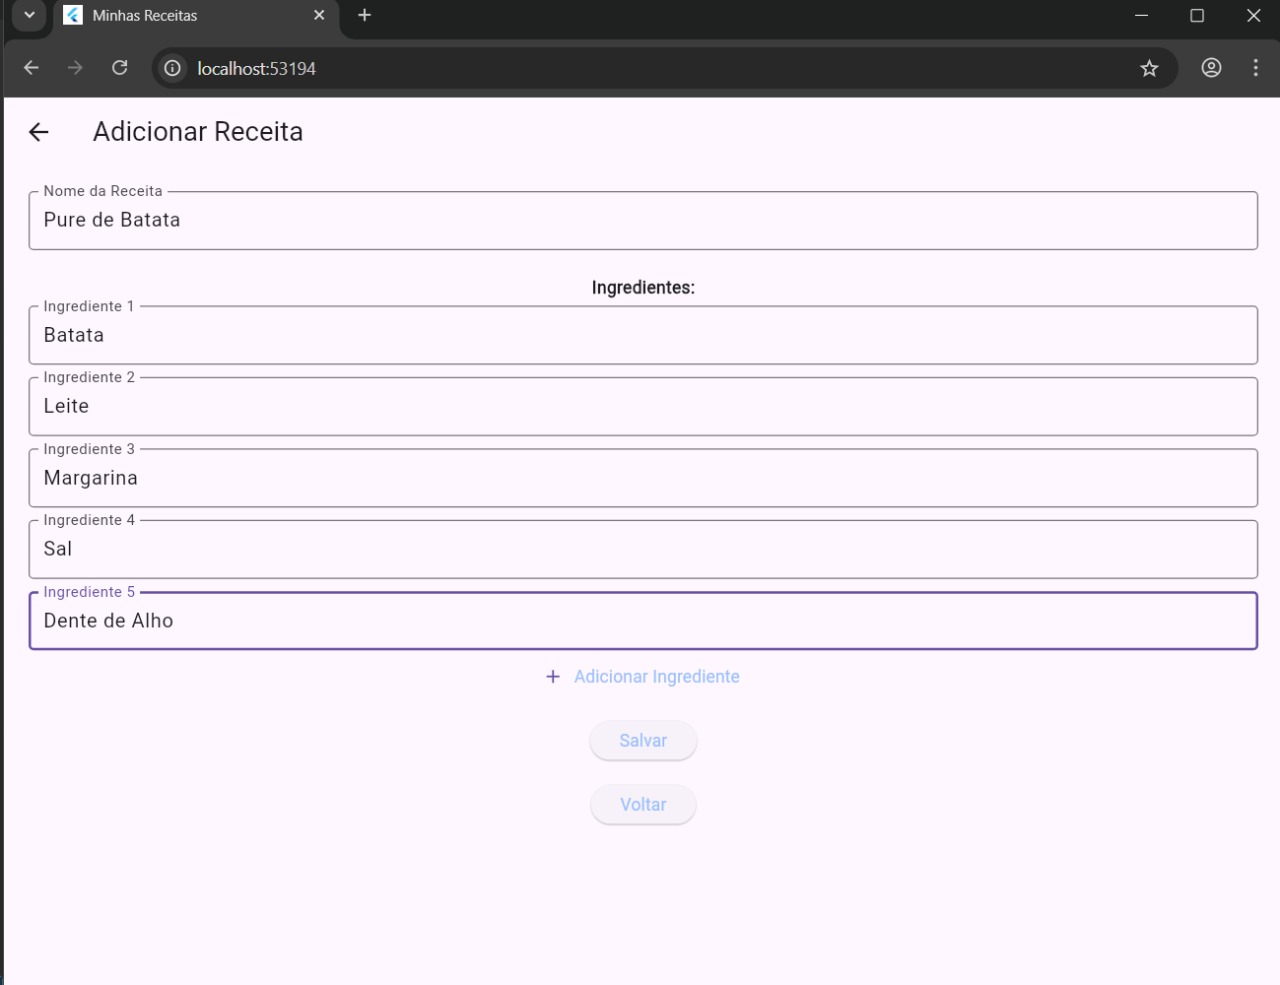 Minhas Receitas
localhost:53194
Adicionar Receita
Nome da Receita
Pure de Batata
Ingredientes:
Ingrediente 1
Batata
Ingrediente 2
Leite
Ingrediente 3
Margarina
Ingrediente 4
Sal
Ingrediente 5
Dente de Alho
+ Adicionar Ingrediente
Salvar
Voltar